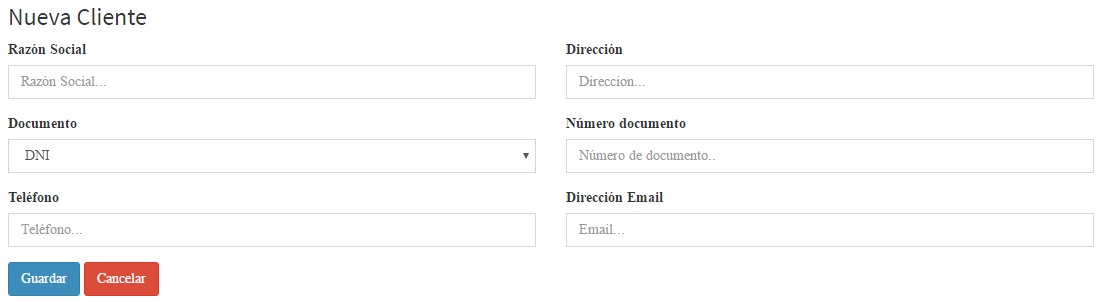 Nueva Cliente
Razón Social
Dirección
Razón Social...
Direccion...
Documento
Número documento
DNI
Número de documento..
Teléfono
Dirección Email
Teléfono...
Email...
Guardar
Cancelar